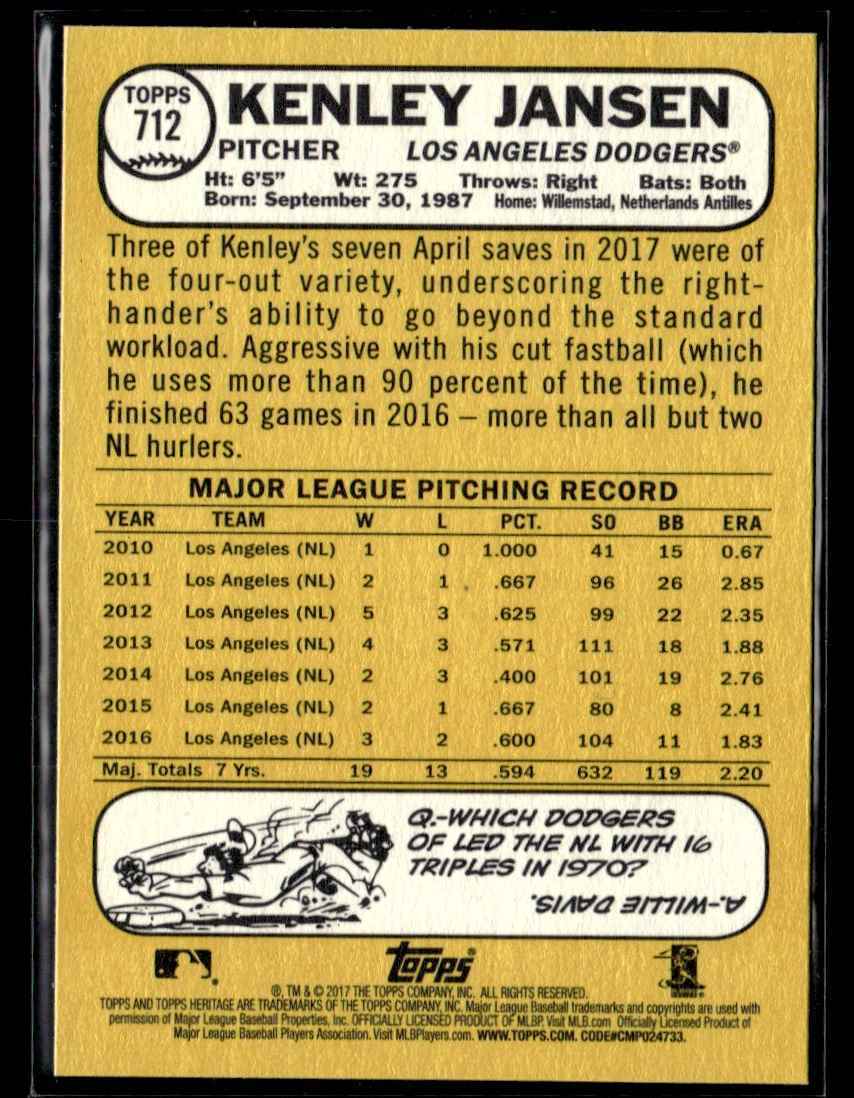 TOPPS
712
KENLEY JANSEN
PITCHER LOS ANGELES DODGERS®
Ht: 6'5" Wt: 275 Throws: Right Bats: Both
Born: September 30, 1987 Home: Willemstad, Netherlands Antilles
Three of Kenley's seven April saves in 2017 were of
the four-out variety, underscoring the right-
hander's ability to go beyond the standard
workload. Aggressive with his cut fastball (which
he uses more than 90 percent of the time), he
finished 63 games in 2016 – more than all but two
NL hurlers.
MAJOR LEAGUE PITCHING RECORD
YEAR TEAM W L PCT. SO BB ERA
2010 Los Angeles (NL) 1 0 1.000 41 15 0.67
2011 Los Angeles (NL) 2 1 .667 96 26 2.85
2012 Los Angeles (NL) 5 3 .625 99 22 2.35
2013 Los Angeles (NL) 4 3 .571 111 18 1.88
2014 Los Angeles (NL) 2 3 .400 101 19 2.76
2015 Los Angeles (NL) 2 1 .667 80 8 2.41
2016 Los Angeles (NL) 3 2 .600 104 11 1.83
Maj. Totals 7 Yrs. 19 13 .594 632 119 2.20
Q.-WHICH DODGERS
OF LED THE NL WITH 16
TRIPLES IN 1970?
A.-WILLIE DAVIS.
topps®
®, TM & © 2017 THE TOPPS COMPANY, INC. ALL RIGHTS RESERVED.
TOPPS AND TOPPS HERITAGE ARE TRADEMARKS OF THE TOPPS COMPANY, INC. Major League Baseball trademarks and copyrights are used with
permission of Major League Baseball Properties, Inc. OFFICIALLY LICENSED PRODUCT OF MLBP. Visit MLB.com Officially Licensed Product of
Major League Baseball Players Association. Visit MLBPlayers.com. WWW.TOPPS.COM. CODE#CMP024733.